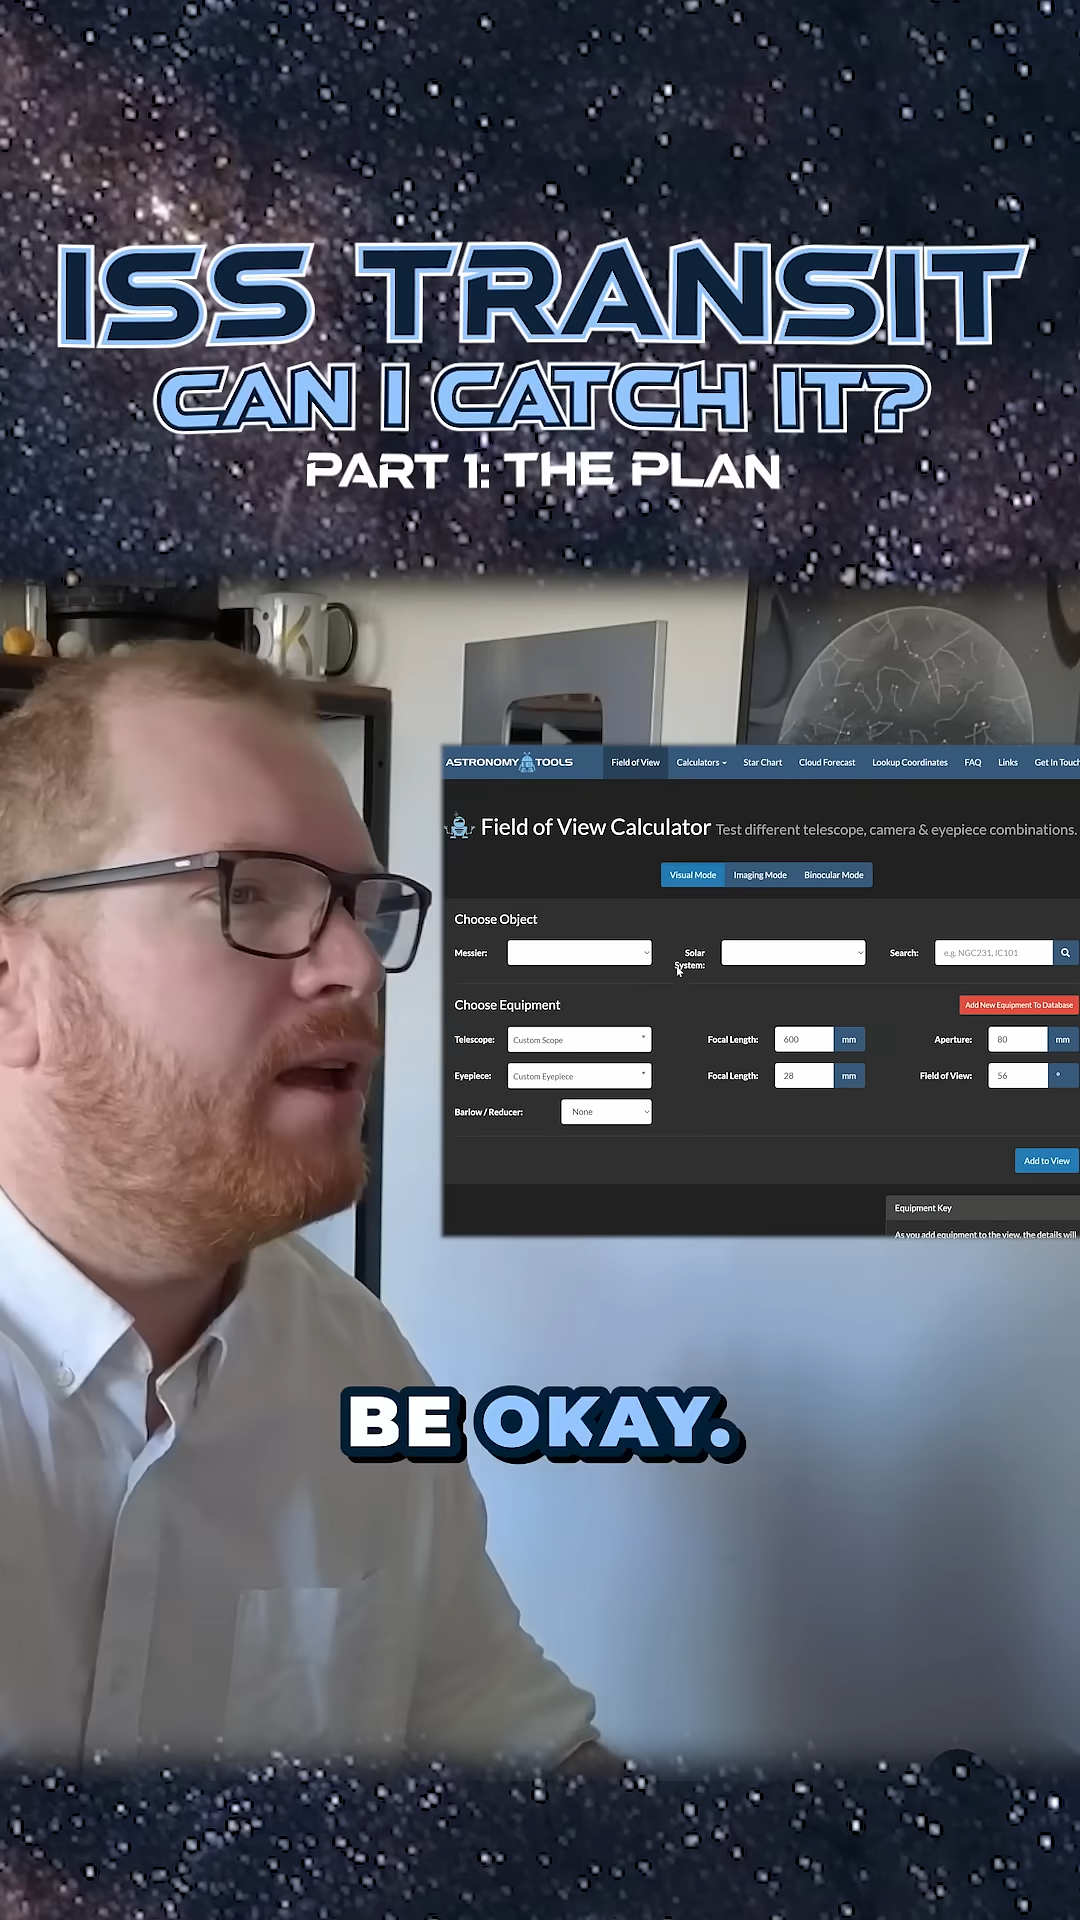 ISS TRANSIT
CAN I CATCH IT?
PART 1: THE PLAN
ASTRONOMY TOOLS Field of View Calculators Star Chart Cloud Forecast Lookup Coordinates FAQ Links Get In Touch
Field of View Calculator Test different telescope, camera & eyepiece combinations.
Visual Mode Imaging Mode Binocular Mode
Choose Object
Messier: Solar System: Search: e.g. NGC231, IC101
Choose Equipment Add New Equipment To Database
Telescope: Custom Scope Focal Length: 600 mm Aperture: 80 mm
Eyepiece: Custom Eyepiece Focal Length: 28 mm Field of View: 56 °
Barlow / Reducer: None
Add to View
Equipment Key
As you add equipment to the view, the details will
BE OKAY.